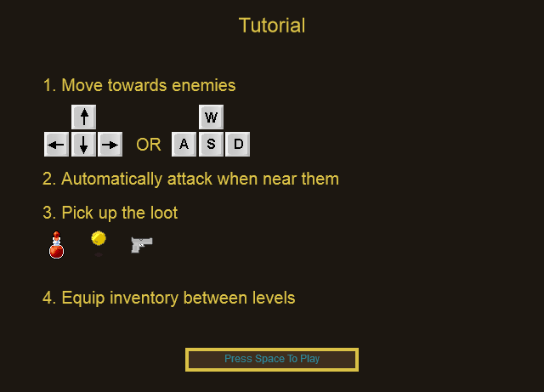 Tutorial
1. Move towards enemies
↑ W
← ↓ → OR A S D
2. Automatically attack when near them
3. Pick up the loot
4. Equip inventory between levels
Press Space To Play